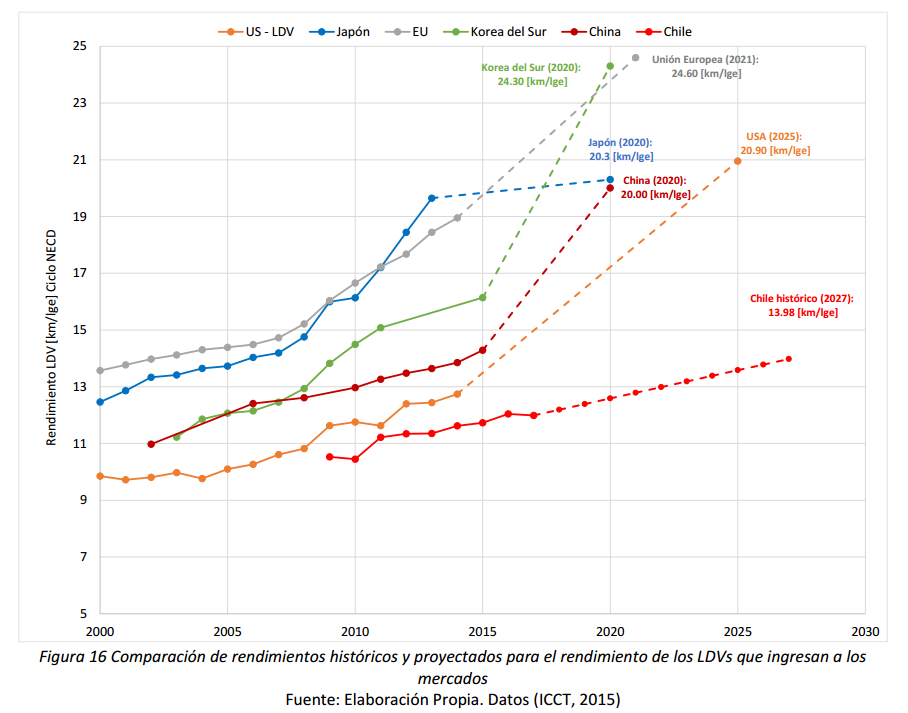 US - LDV Japón EU Korea del Sur China Chile
25
23
21
19
17
15
13
11
9
7
5
Rendimiento LDV [km/lge] Ciclo NECD
Korea del Sur (2020):
24.30 [km/lge]
Unión Europea (2021):
24.60 [km/lge]
USA (2025):
20.90 [km/lge]
Japón (2020):
20.3 [km/lge]
China (2020):
20.00 [km/lge]
Chile histórico (2027):
13.98 [km/lge]
2000 2005 2010 2015 2020 2025 2030
Figura 16 Comparación de rendimientos históricos y proyectados para el rendimiento de los LDVs que ingresan a los
mercados
Fuente: Elaboración Propia. Datos (ICCT, 2015)